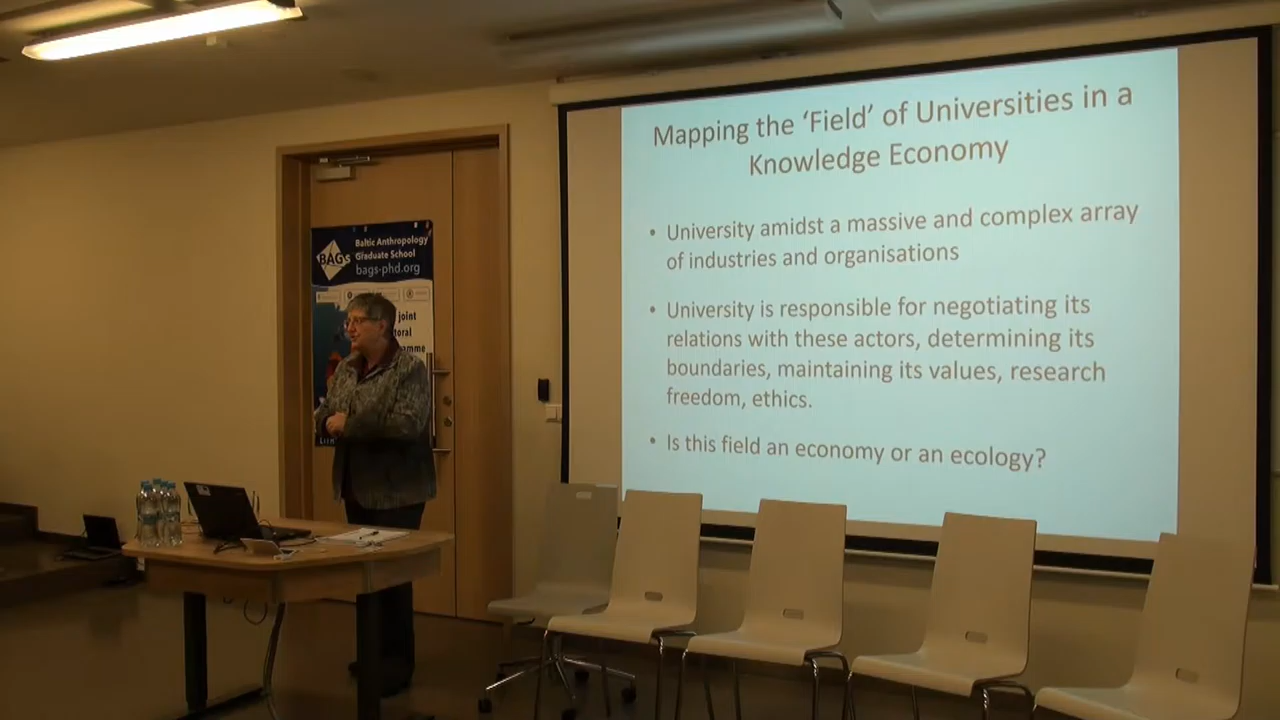 Mapping the ‘Field’ of Universities in a
Knowledge Economy
• University amidst a massive and complex array
of industries and organisations
• University is responsible for negotiating its
relations with these actors, determining its
boundaries, maintaining its values, research
freedom, ethics.
• Is this field an economy or an ecology?
BAGs
Baltic Anthropology
Graduate School
bags-phd.org
joint